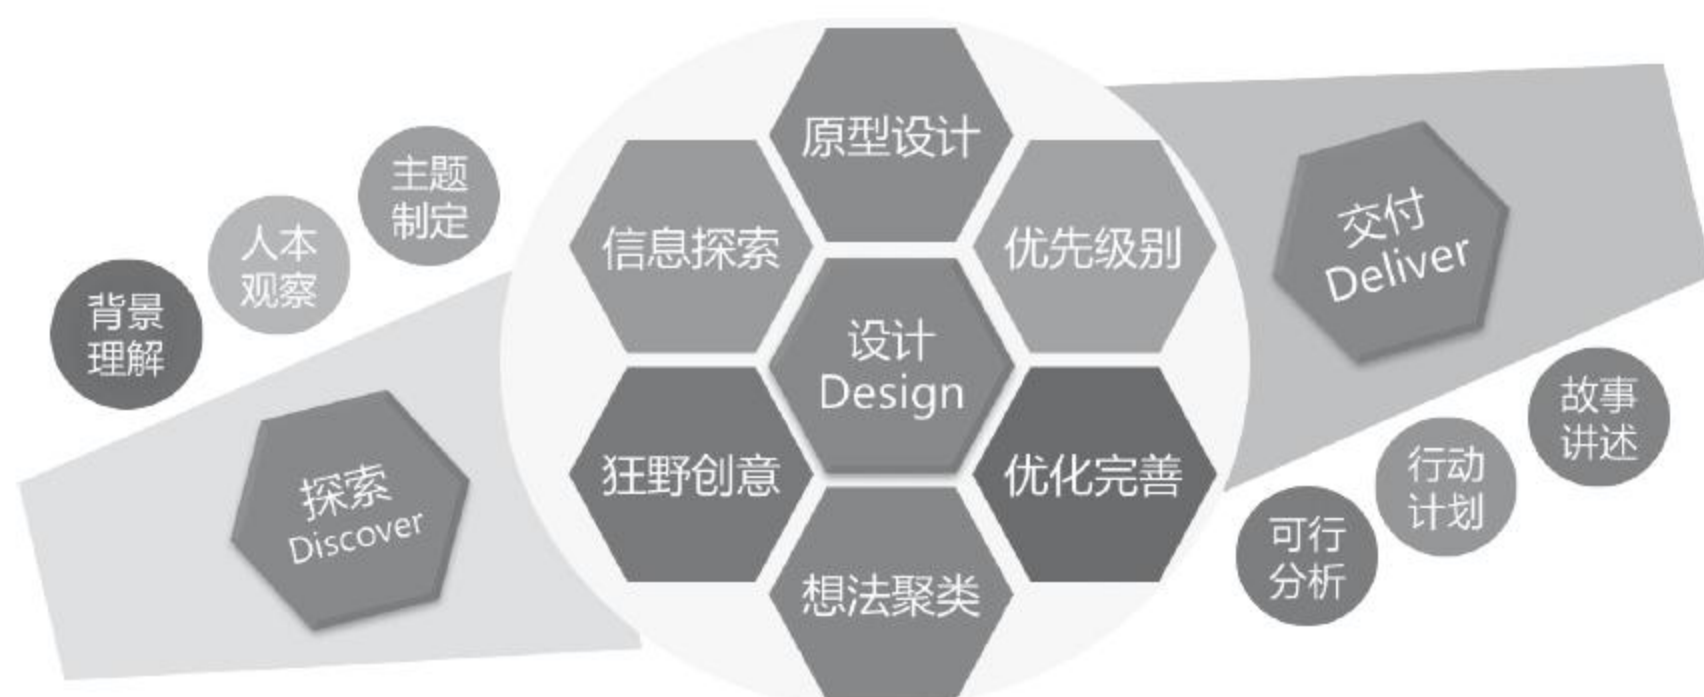 背景
理解
人本
观察
主题
制定
探索
Discover
原型设计
信息探索
优先级别
设计
Design
狂野创意
优化完善
想法聚类
交付
Deliver
可行
分析
行动
计划
故事
讲述